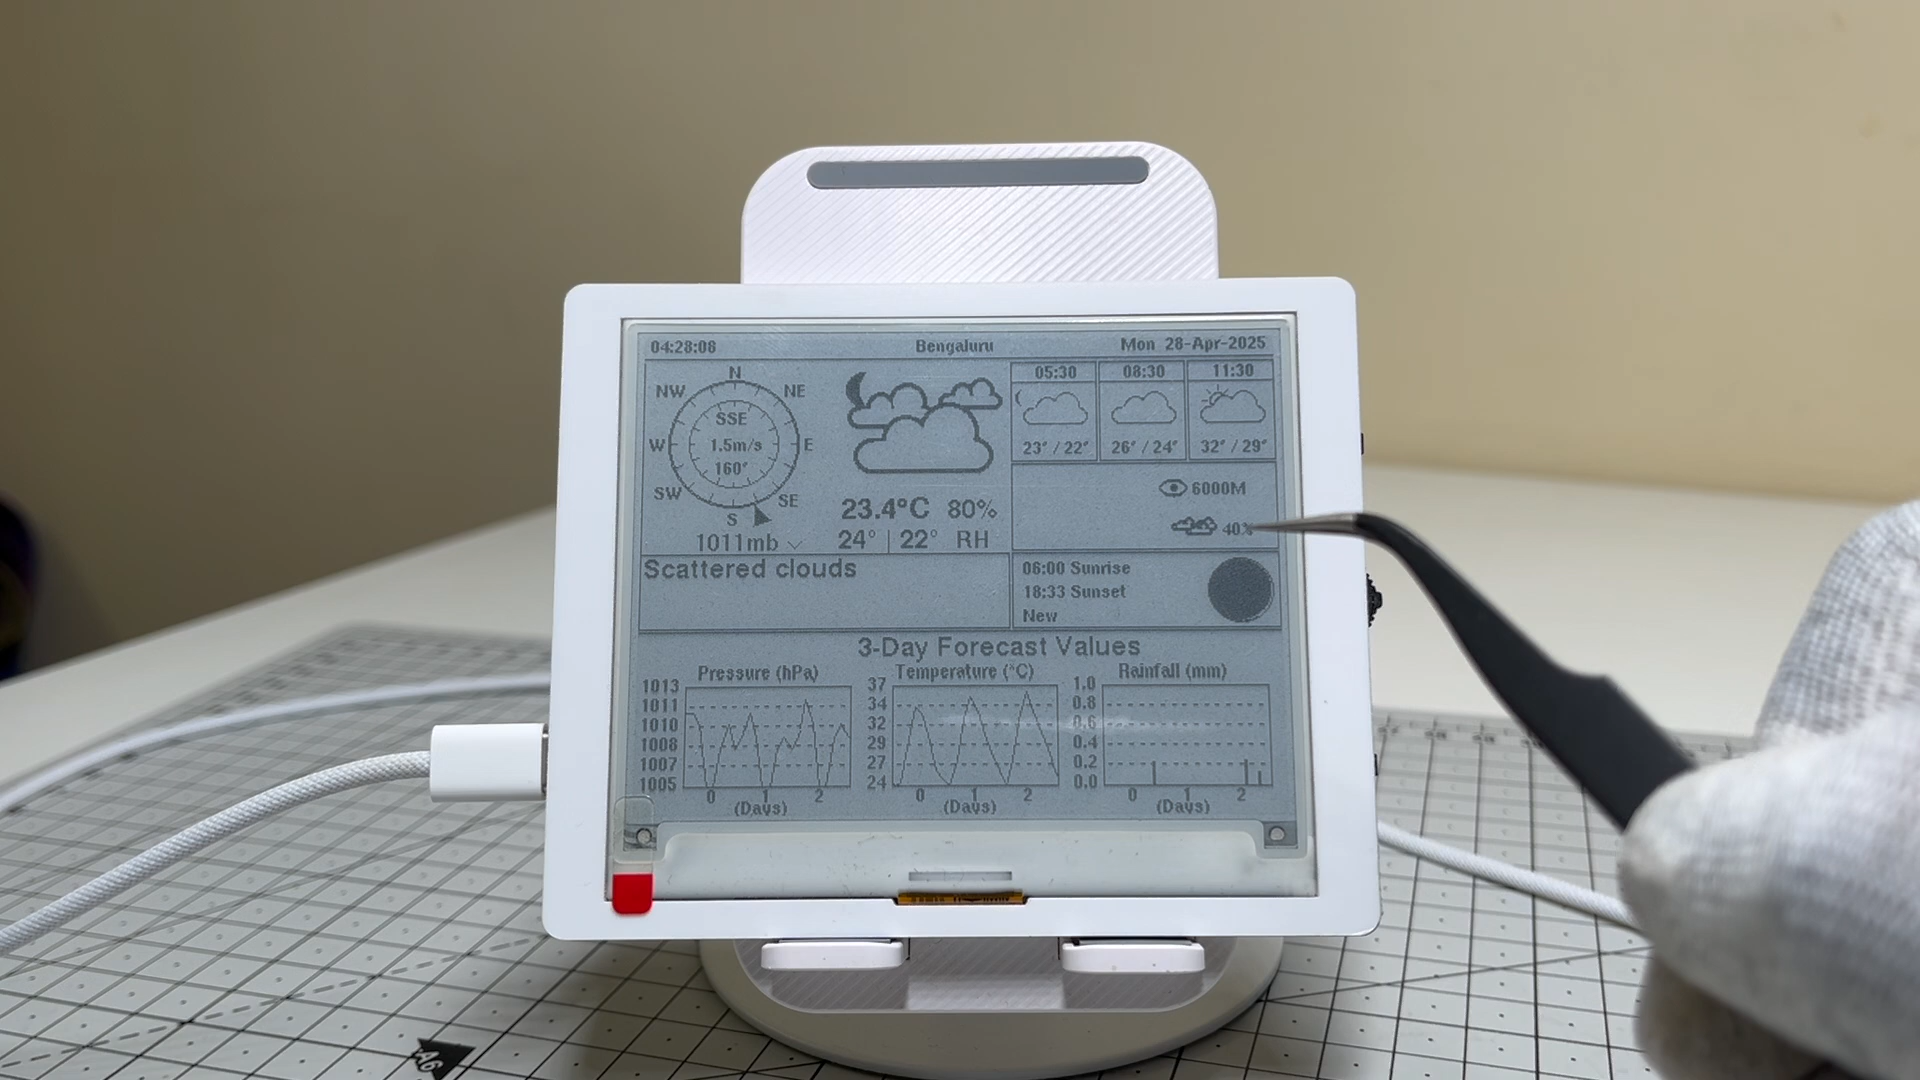 04:28:08 Bengaluru Mon 28-Apr-2025
N
NW NE
SSE
W 1.5m/s E
160°
SW SE
S
1011mb
23.4°C 80%
24° | 22° RH
05:30 08:30 11:30
23° / 22° 26° / 24° 32° / 29°
6000M
40%
Scattered clouds
06:00 Sunrise
18:33 Sunset
New
3-Day Forecast Values
Pressure (hPa)
1013
1011
1010
1008
1007
1005
0 1 2
(Days)
Temperature (°C)
37
34
32
29
27
24
0 1 2
(Days)
Rainfall (mm)
1.0
0.8
0.6
0.4
0.2
0.0
0 1 2
(Days)
A6